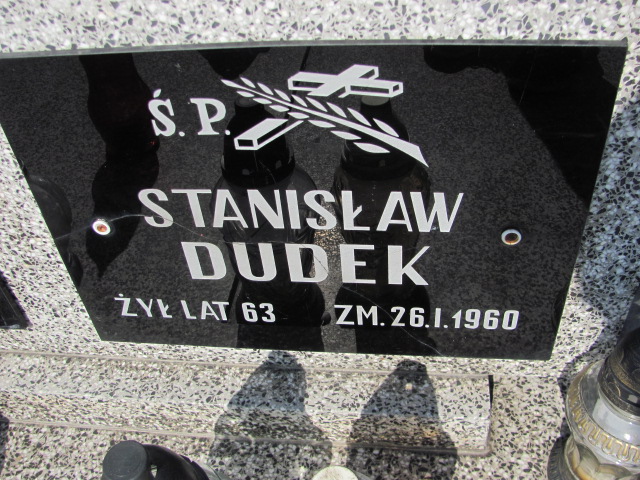 Ś.P.
STANISŁAW
DUDEK
ŻYŁ LAT 63 ZM. 26.I.1960